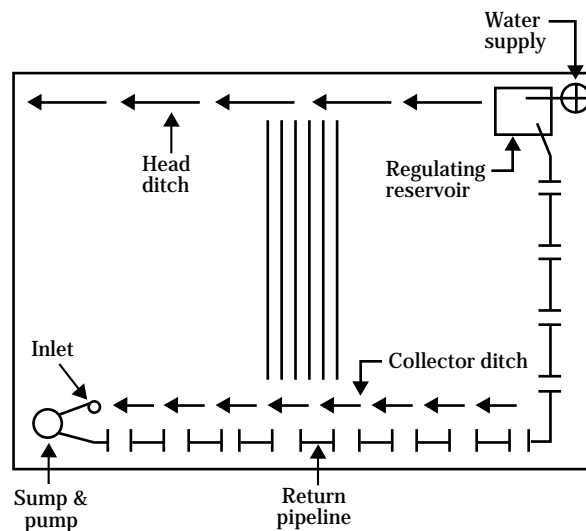 Water
supply
Head
ditch
Regulating
reservoir
Inlet
Collector ditch
Sump &
pump
Return
pipeline